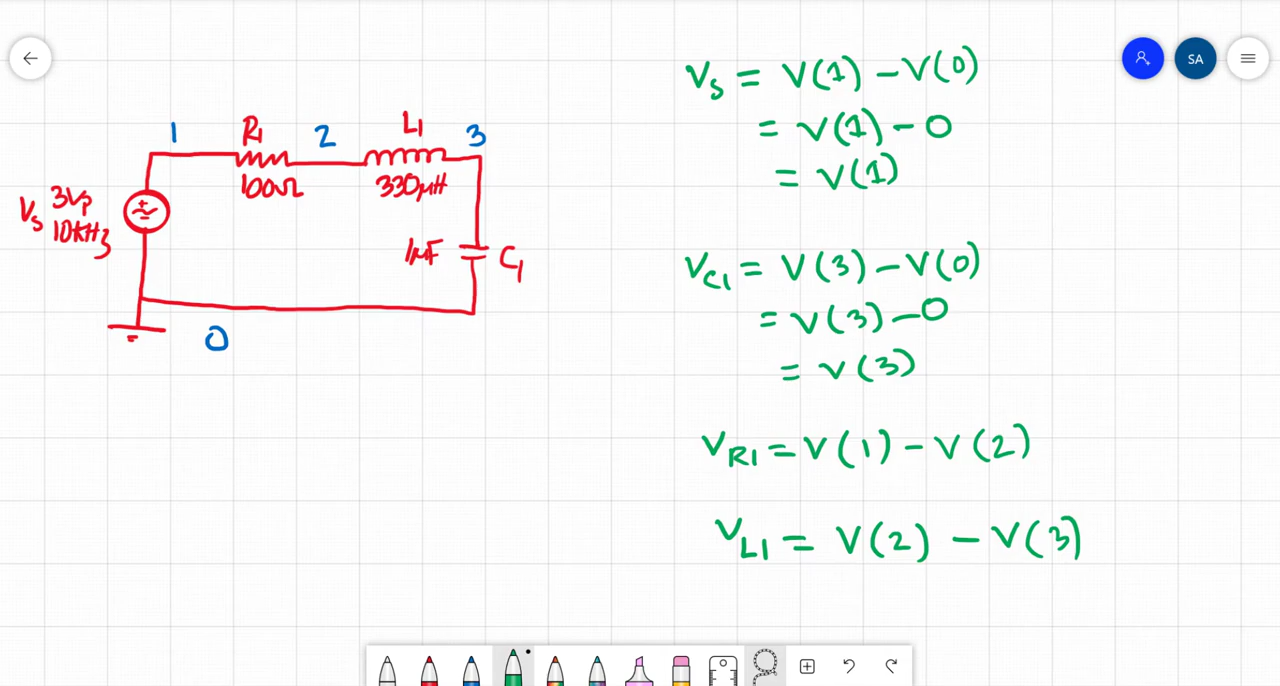 1
R1
2
L1
3
100Ω
330μH
Vs 3Vp
10kHz
1μF
C1
0
Vs = V(1) - V(0)
= V(1) - 0
= V(1)
VC1 = V(3) - V(0)
= V(3) - 0
= V(3)
VR1 = V(1) - V(2)
VL1 = V(2) - V(3)
SA